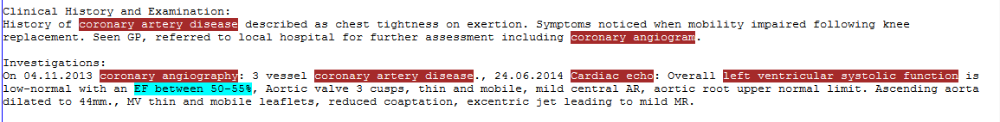 Clinical History and Examination:
History of coronary artery disease described as chest tightness on exertion. Symptoms noticed when mobility impaired following knee
replacement. Seen GP, referred to local hospital for further assessment including coronary angiogram.
Investigations:
On 04.11.2013 coronary angiography: 3 vessel coronary artery disease., 24.06.2014 Cardiac echo: Overall left ventricular systolic function is
low-normal with an EF between 50-55%, Aortic valve 3 cusps, thin and mobile, mild central AR, aortic root upper normal limit. Ascending aorta
dilated to 44mm., MV thin and mobile leaflets, reduced coaptation, excentric jet leading to mild MR.